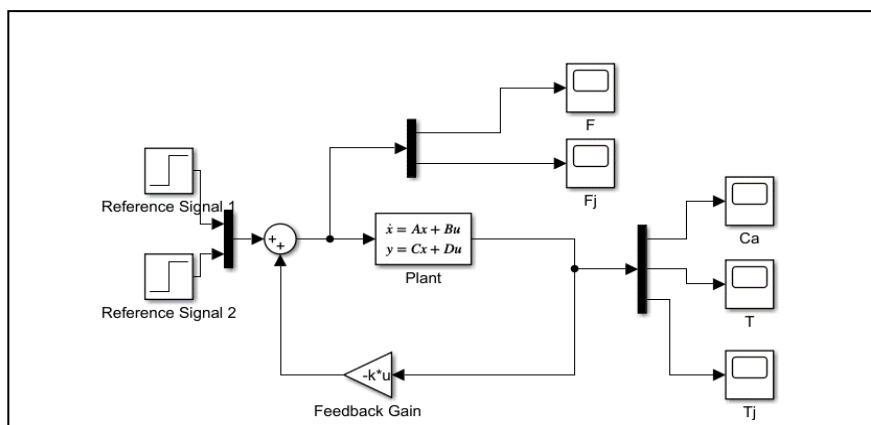 F
Fj
Reference Signal 1
ẋ = Ax + Bu
y = Cx + Du
Plant
Ca
T
Reference Signal 2
-k*u
Feedback Gain
Tj
+
+